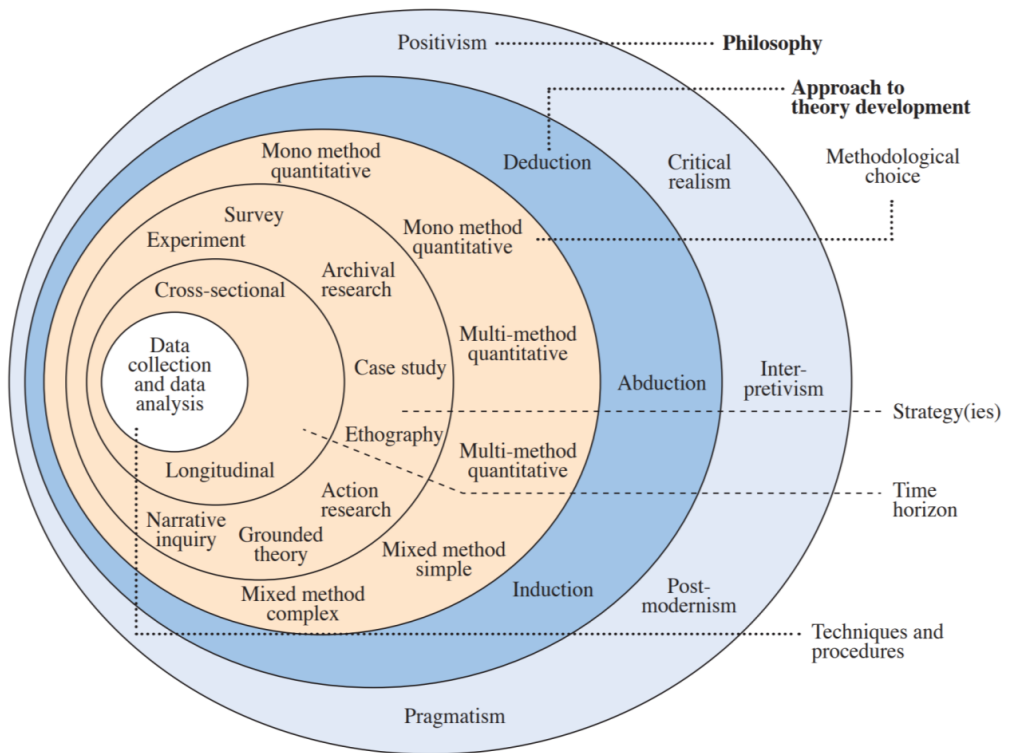 Positivism
Philosophy
Approach to
theory development
Mono method
quantitative
Deduction
Critical
realism
Methodological
choice
Survey
Experiment
Mono method
quantitative
Archival
research
Cross-sectional
Data
collection
and data
analysis
Multi-method
quantitative
Case study
Abduction
Inter-
pretivism
Strategy(ies)
Ethography
Multi-method
quantitative
Longitudinal
Time
horizon
Action
research
Narrative
inquiry
Grounded
theory
Mixed method
simple
Mixed method
complex
Induction
Post-
modernism
Techniques and
procedures
Pragmatism